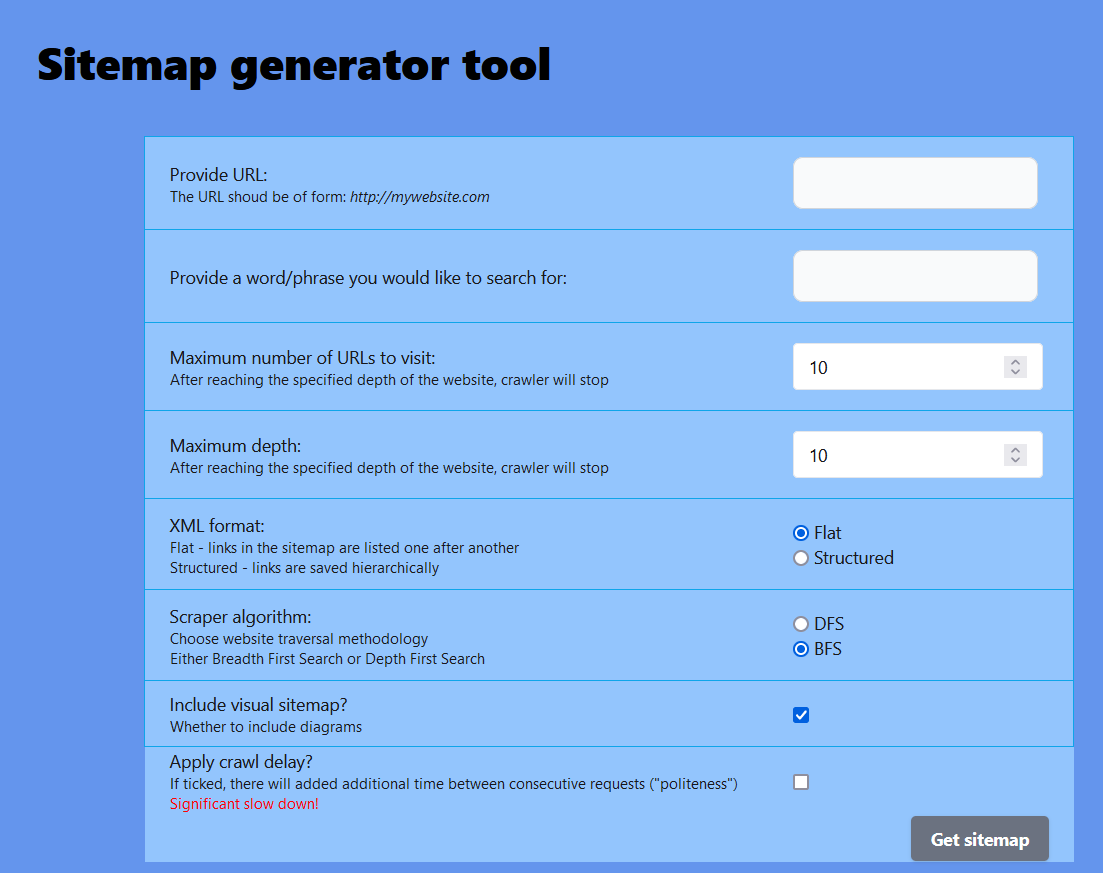 Sitemap generator tool
Provide URL:
The URL shoud be of form: http://mywebsite.com
Provide a word/phrase you would like to search for:
Maximum number of URLs to visit:
After reaching the specified depth of the website, crawler will stop
10
Maximum depth:
After reaching the specified depth of the website, crawler will stop
10
XML format:
Flat - links in the sitemap are listed one after another
Structured - links are saved hierarchically
Flat
Structured
Scraper algorithm:
Choose website traversal methodology
Either Breadth First Search or Depth First Search
DFS
BFS
Include visual sitemap?
Whether to include diagrams
Apply crawl delay?
If ticked, there will added additional time between consecutive requests ("politeness")
Significant slow down!
Get sitemap